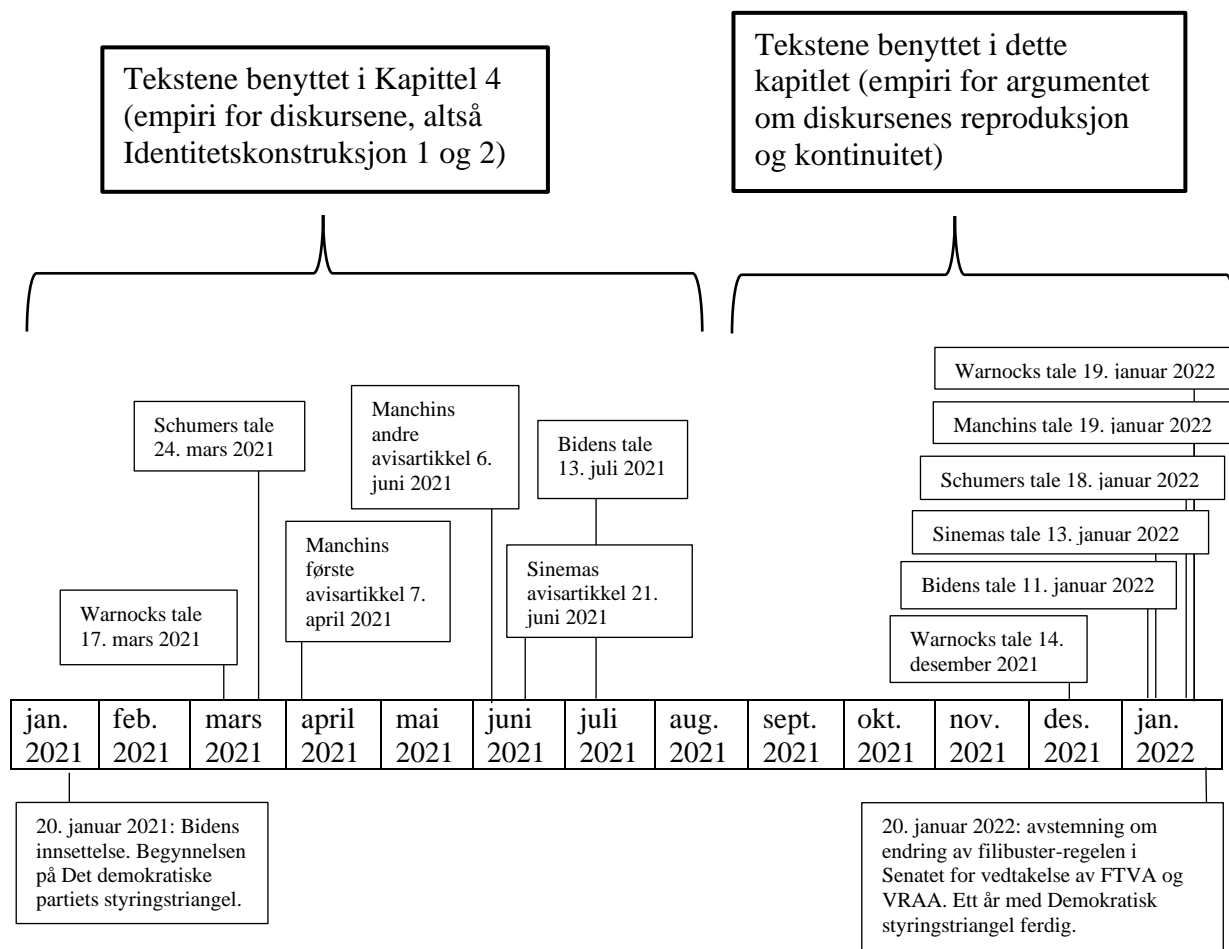 Tekstene benyttet i Kapittel 4
(empiri for diskursene, altså
Identitetskonstruksjon 1 og 2)
Tekstene benyttet i dette
kapitlet (empiri for argumentet
om diskursenes reproduksjon
og kontinuitet)
Warnocks tale
17. mars 2021
Schumers tale
24. mars 2021
Manchins
første
avisartikkel 7.
april 2021
Manchins
andre
avisartikkel 6.
juni 2021
Sinemas
avisartikkel 21.
juni 2021
Bidens tale
13. juli 2021
Warnocks tale 19. januar 2022
Manchins tale 19. januar 2022
Schumers tale 18. januar 2022
Sinemas tale 13. januar 2022
Bidens tale 11. januar 2022
Warnocks tale 14.
desember 2021
jan. 2021
feb. 2021
mars 2021
april 2021
mai 2021
juni 2021
juli 2021
aug. 2021
sept. 2021
okt. 2021
nov. 2021
des. 2021
jan. 2022
20. januar 2021: Bidens
innsettelse. Begynnelsen
på Det demokratiske
partiets styringstriangel.
20. januar 2022: avstemning om
endring av filibuster-regelen i
Senatet for vedtakelse av FTVA og
VRAA. Ett år med Demokratisk
styringstriangel ferdig.